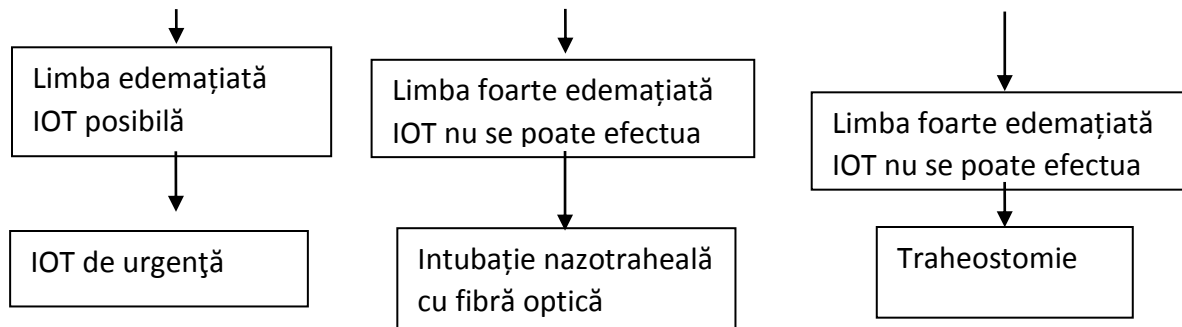 Limba edemațiată
IOT posibilă
Limba foarte edemațiată
IOT nu se poate efectua
Limba foarte edemațiată
IOT nu se poate efectua
IOT de urgenţă
Intubație nazotraheală
cu fibră optică
Traheostomie